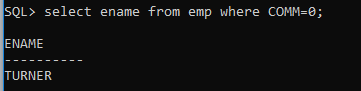 SQL> select ename from emp where COMM=0;
ENAME
----------
TURNER